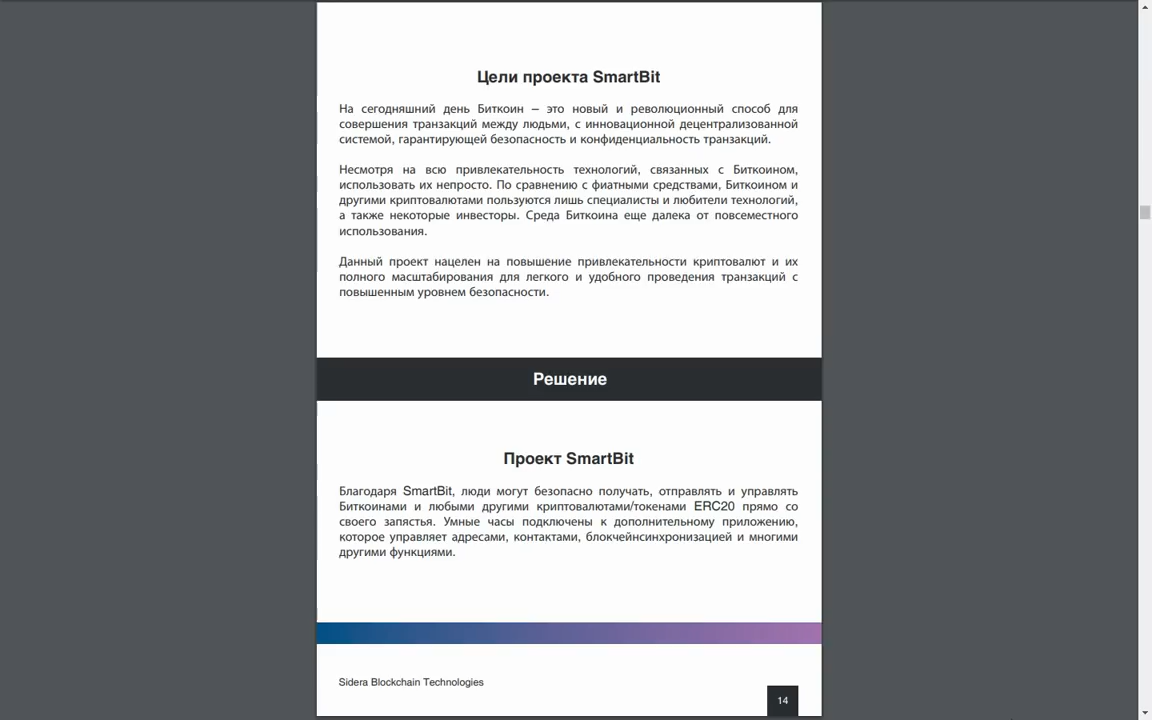 Цели проекта SmartBit
На сегодняшний день Биткоин – это новый и революционный способ для
совершения транзакций между людьми, с инновационной децентрализованной
системой, гарантирующей безопасность и конфиденциальность транзакций.
Несмотря на всю привлекательность технологий, связанных с Биткоином,
использовать их непросто. По сравнению с фиатными средствами, Биткоином и
другими криптовалютами пользуются лишь специалисты и любители технологий,
а также некоторые инвесторы. Среда Биткоина еще далека от повсеместного
использования.
Данный проект нацелен на повышение привлекательности криптовалют и их
полного масштабирования для легкого и удобного проведения транзакций с
повышенным уровнем безопасности.
Решение
Проект SmartBit
Благодаря SmartBit, люди могут безопасно получать, отправлять и управлять
Биткоинами и любыми другими криптовалютами/токенами ERC20 прямо со
своего запястья. Умные часы подключены к дополнительному приложению,
которое управляет адресами, контактами, блокчейнсинхронизацией и многими
другими функциями.
Sidera Blockchain Technologies
14